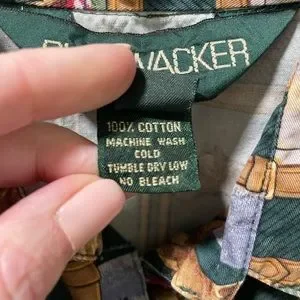 WACKER
100% COTTON
MACHINE WASH
COLD
TUMBLE DRY LOW
NO BLEACH